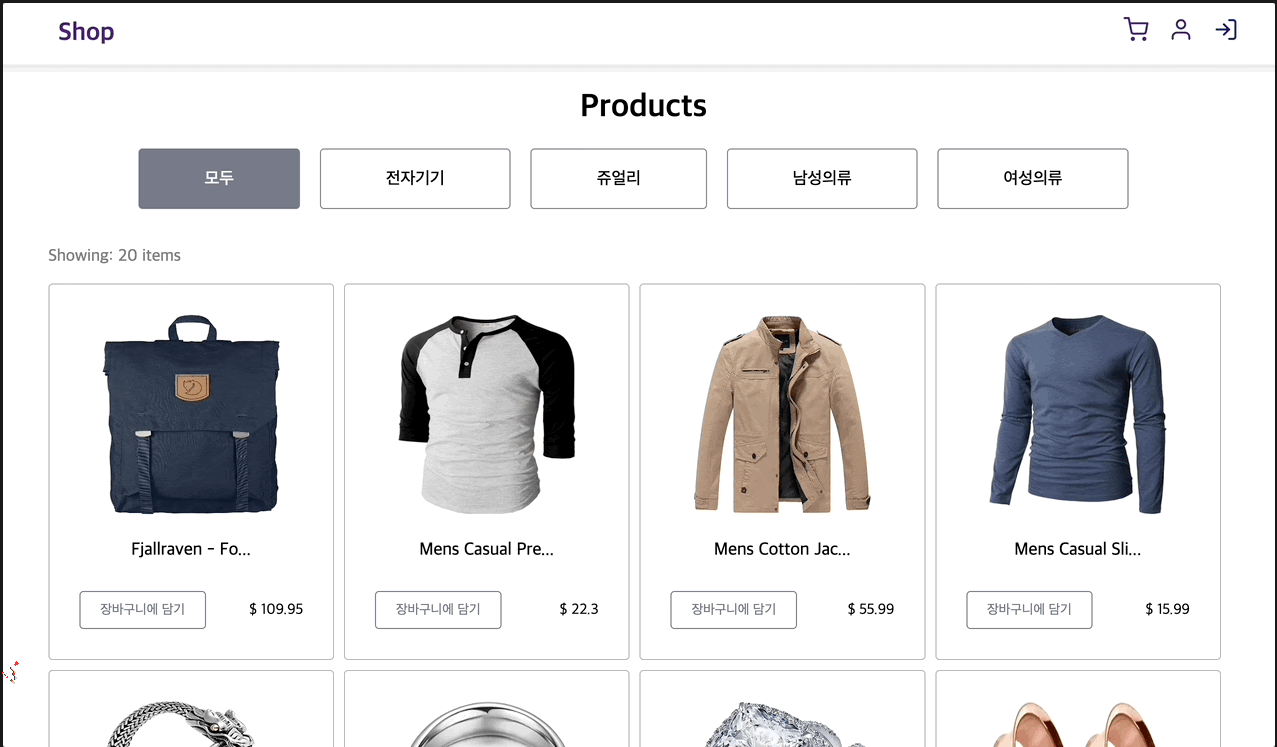 Shop
Products
모두
전자기기
쥬얼리
남성의류
여성의류
Showing: 20 items
Fjallraven - Fo...
Mens Casual Pre...
Mens Cotton Jac...
Mens Casual Sli...
장바구니에 담기
$ 109.95
장바구니에 담기
$ 22.3
장바구니에 담기
$ 55.99
장바구니에 담기
$ 15.99